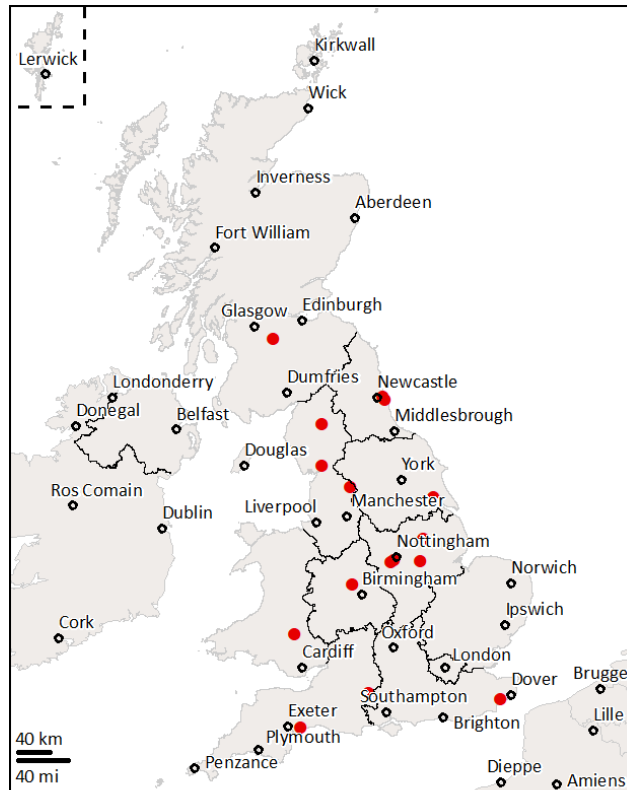 Kirkwall
Lerwick
Wick
Inverness
Aberdeen
Fort William
Glasgow
Edinburgh
Londonderry
Dumfries
Newcastle
Donegal
Belfast
Middlesbrough
Douglas
York
Ros Comain
Dublin
Liverpool
Manchester
Nottingham
Birmingham
Norwich
Cork
Ipswich
Oxford
Cardiff
London
Dover
Brugge
Southampton
Exeter
Brighton
Lille
Plymouth
40 km
Penzance
40 mi
Dieppe
Amiens